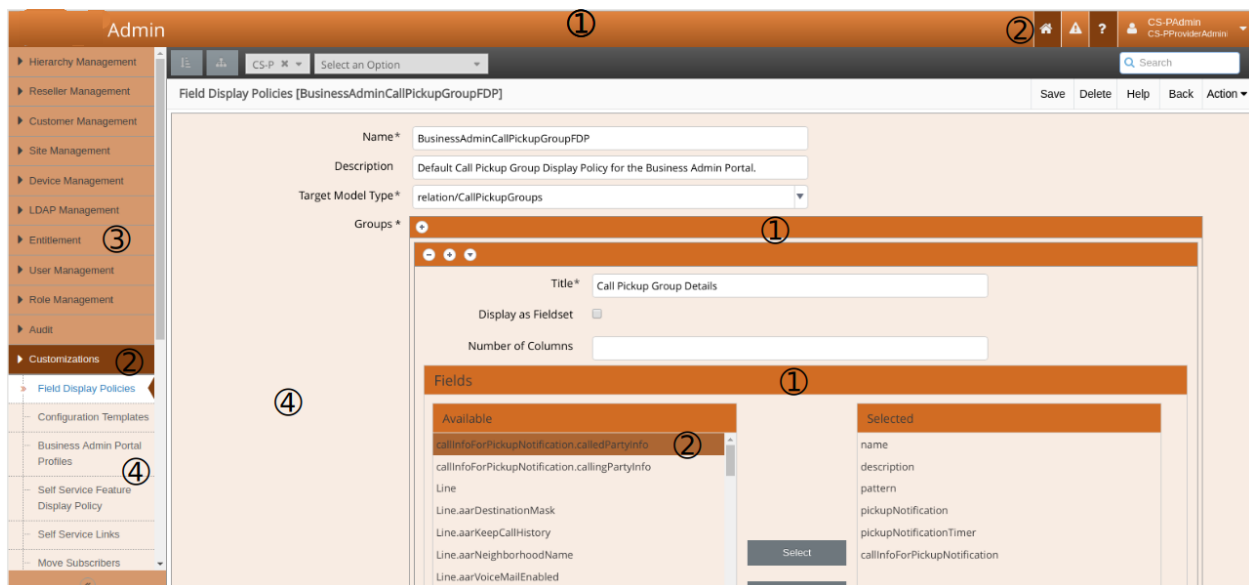 Admin
①
②
?
CS-PAdmin
CS-PProviderAdmin
Hierarchy Management
Reseller Management
Customer Management
Site Management
Device Management
LDAP Management
Entitlement ③
User Management
Role Management
Audit
Customizations ②
Field Display Policies
Configuration Templates
Business Admin Portal
Profiles
④
Self Service Feature
Display Policy
Self Service Links
Move Subscribers
CS-P
Select an Option
Search
Field Display Policies [BusinessAdminCallPickupGroupFDP]
Save Delete Help Back Action
Name* BusinessAdminCallPickupGroupFDP
Description Default Call Pickup Group Display Policy for the Business Admin Portal.
Target Model Type* relation/CallPickupGroups
Groups * ①
Title* Call Pickup Group Details
Display as Fieldset
Number of Columns
④
Fields ①
Available
callInfoForPickupNotification.calledPartyInfo ②
callInfoForPickupNotification.callingPartyInfo
Line
Line.aarDestinationMask
Line.aarKeepCallHistory
Line.aarNeighborhoodName
Line.aarVoiceMailEnabled
Select
Selected
name
description
pattern
pickupNotification
pickupNotificationTimer
callInfoForPickupNotification